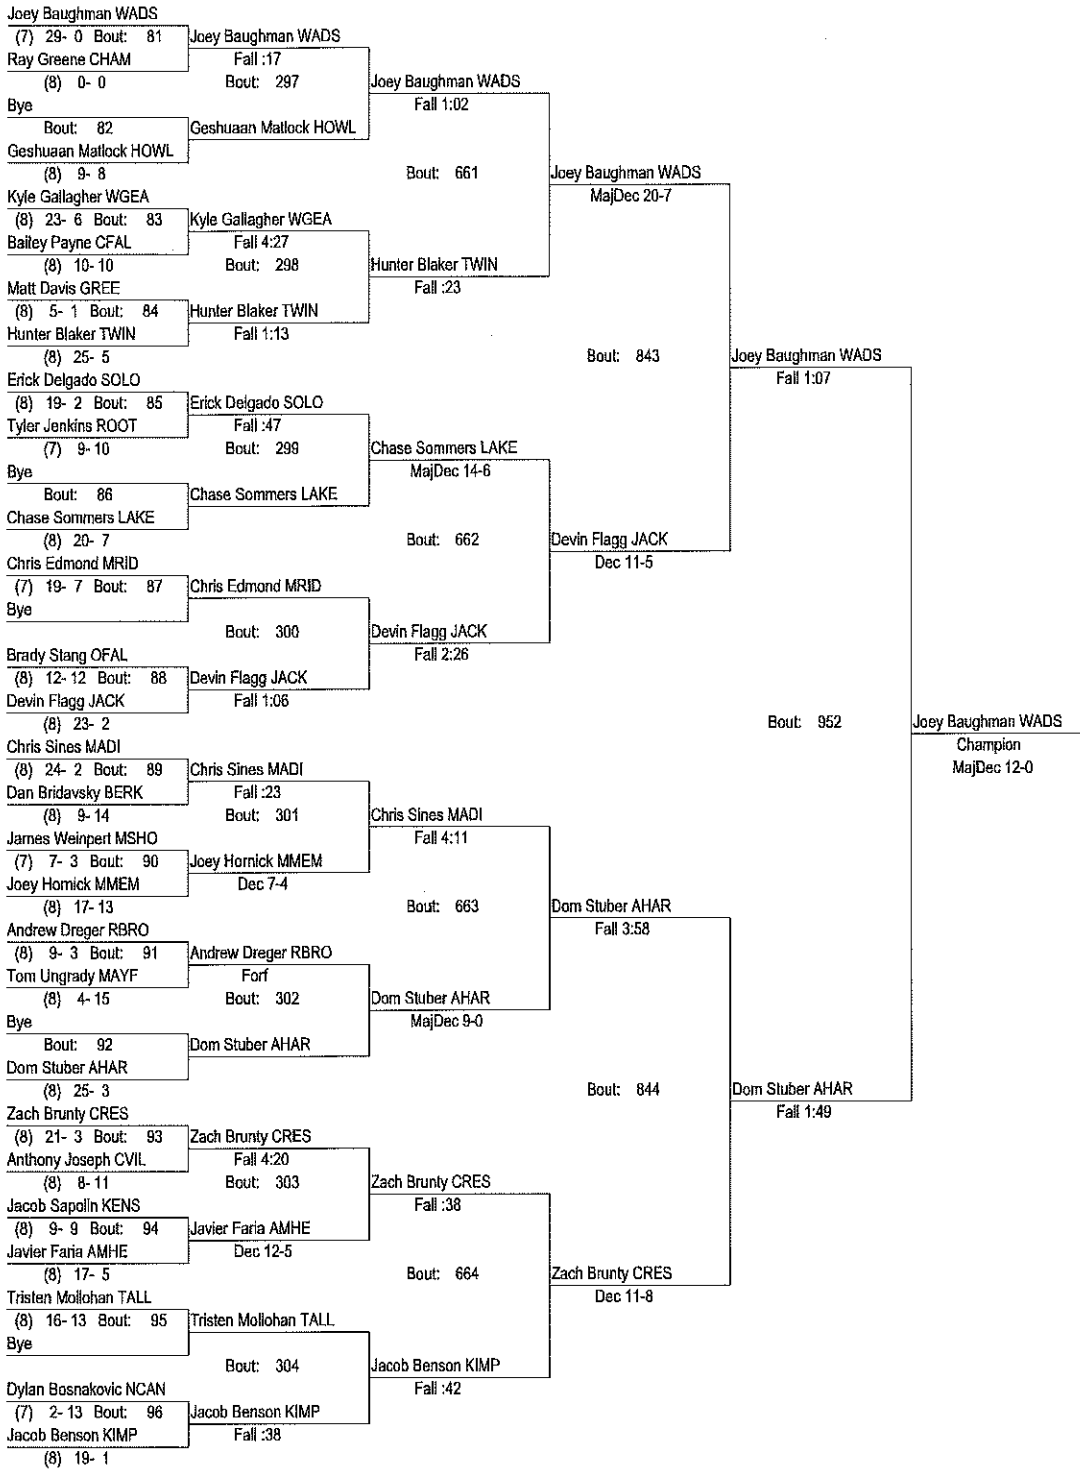 Joey Baughman WADS
(7) 29- 0 Bout: 81
Ray Greene CHAM
(8) 0- 0
Bye
Bout: 82
Geshuaan Matlock HOWL
(8) 9- 8
Kyle Gallagher WGEA
(8) 23- 6 Bout: 83
Bailey Payne CFAL
(8) 10- 10
Matt Davis GREE
(8) 5- 1 Bout: 84
Hunter Blaker TWIN
(8) 25- 5
Erick Delgado SOLO
(8) 19- 2 Bout: 85
Tyler Jenkins ROOT
(7) 9- 10
Bye
Bout: 86
Chase Sommers LAKE
(8) 20- 7
Chris Edmond MRID
(7) 19- 7 Bout: 87
Bye
Brady Stang OFAL
(8) 12- 12 Bout: 88
Devin Flagg JACK
(8) 23- 2
Chris Sines MADI
(8) 24- 2 Bout: 89
Dan Bridavsky BERK
(8) 9- 14
James Weinpert MSHO
(7) 7- 3 Bout: 90
Joey Hornick MMEM
(8) 17- 13
Andrew Dreger RBRO
(8) 9- 3 Bout: 91
Tom Ungrady MAYF
(8) 4- 15
Bye
Bout: 92
Dom Stuber AHAR
(8) 25- 3
Zach Brunty CRES
(8) 21- 3 Bout: 93
Anthony Joseph CVIL
(8) 8- 11
Jacob Sapolin KENS
(8) 9- 9 Bout: 94
Javier Faria AMHE
(8) 17- 5
Tristen Mollohan TALL
(8) 16- 13 Bout: 95
Bye
Dylan Bosnakovic NCAN
(7) 2- 13 Bout: 96
Jacob Benson KIMP
(8) 19- 1
Joey Baughman WADS
Fall :17
Bout: 297
Geshuaan Matlock HOWL
Kyle Gallagher WGEA
Fall 4:27
Bout: 298
Hunter Blaker TWIN
Fall 1:13
Erick Delgado SOLO
Fall :47
Bout: 299
Chase Sommers LAKE
Chris Edmond MRID
Bout: 300
Devin Flagg JACK
Fall 1:06
Chris Sines MADI
Fall :23
Bout: 301
Joey Hornick MMEM
Dec 7-4
Andrew Dreger RBRO
Forf
Bout: 302
Dom Stuber AHAR
Zach Brunty CRES
Fall 4:20
Bout: 303
Javier Faria AMHE
Dec 12-5
Tristen Mollohan TALL
Bout: 304
Jacob Benson KIMP
Fall :38
Joey Baughman WADS
Fall 1:02
Bout: 661
Hunter Blaker TWIN
Fall :23
Chase Sommers LAKE
MajDec 14-6
Bout: 662
Devin Flagg JACK
Fall 2:26
Chris Sines MADI
Fall 4:11
Bout: 663
Dom Stuber AHAR
MajDec 9-0
Zach Brunty CRES
Fall :38
Bout: 664
Jacob Benson KIMP
Fall :42
Joey Baughman WADS
MajDec 20-7
Bout: 843
Devin Flagg JACK
Dec 11-5
Dom Stuber AHAR
Fall 3:58
Bout: 844
Zach Brunty CRES
Dec 11-8
Joey Baughman WADS
Fall 1:07
Bout: 952
Dom Stuber AHAR
Fall 1:49
Joey Baughman WADS
Champion
MajDec 12-0